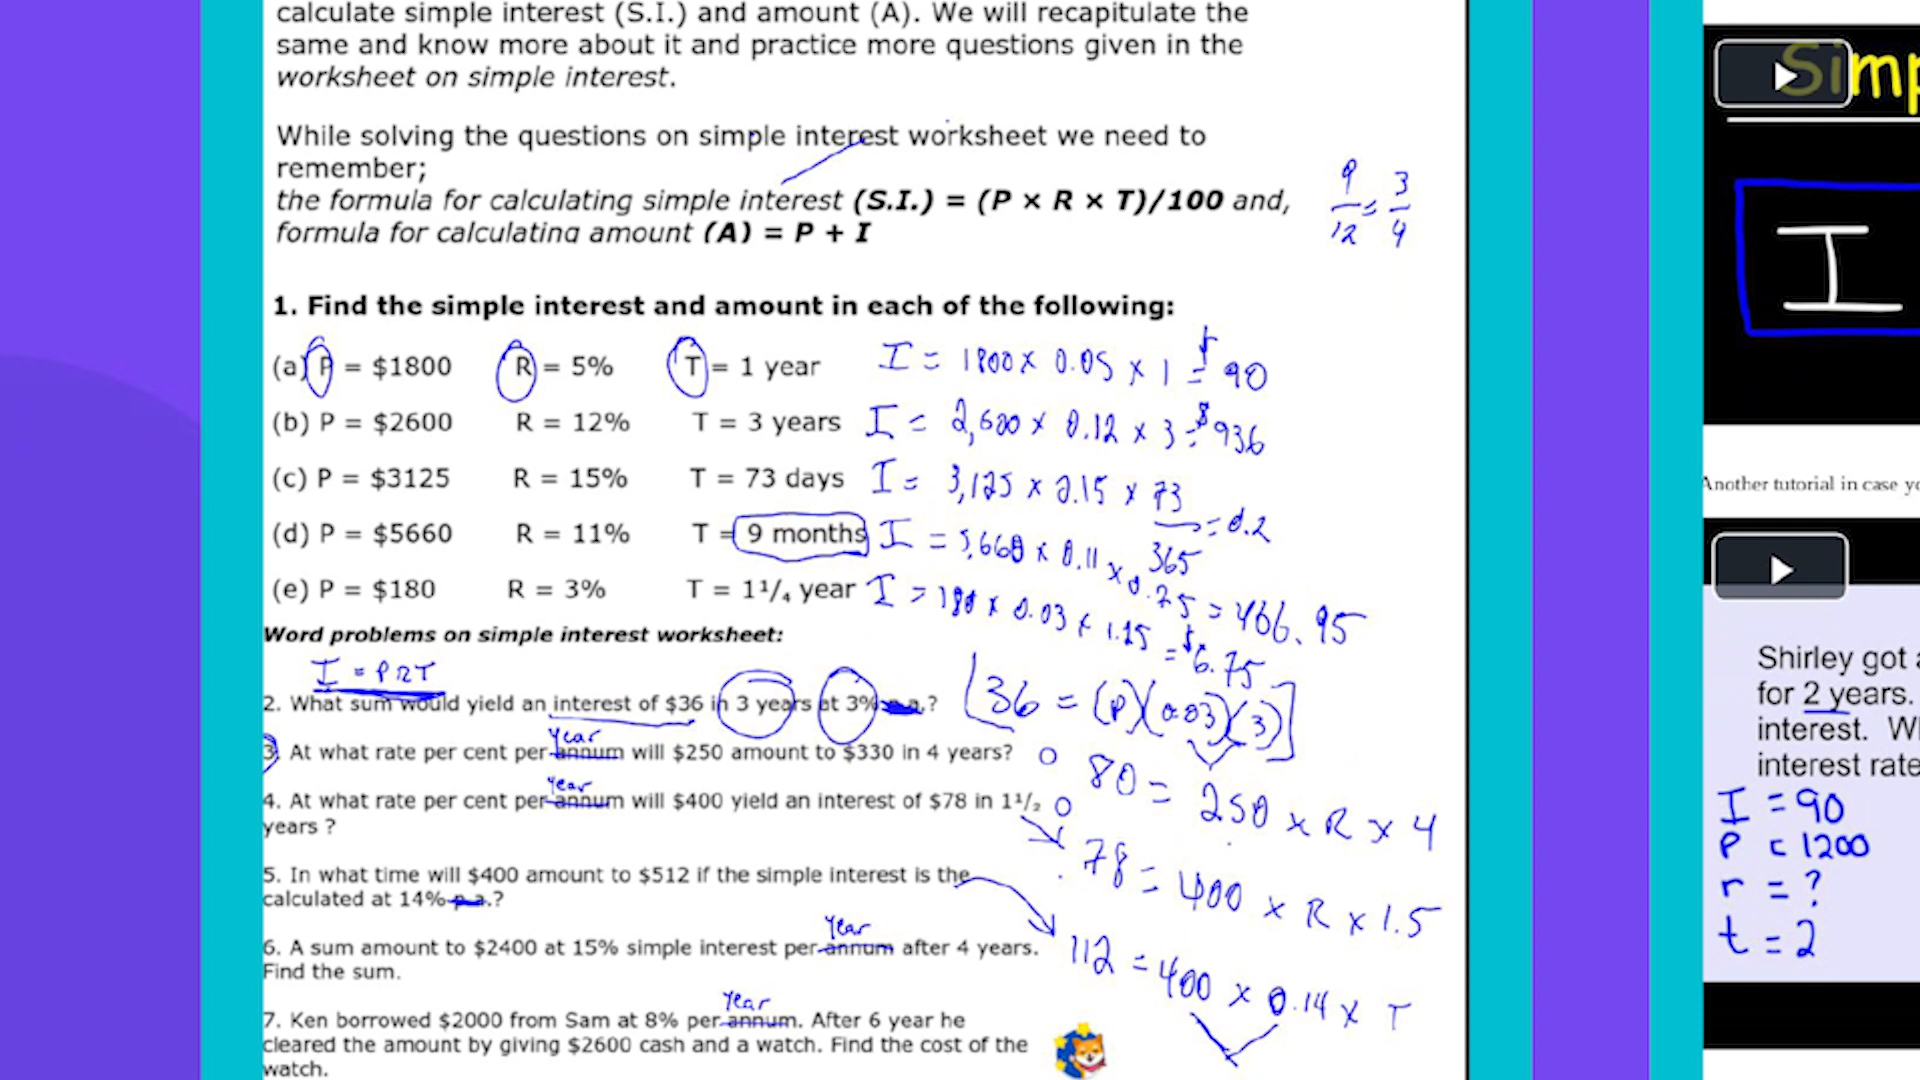 calculate simple interest (S.I.) and amount (A). We will recapitulate the
same and know more about it and practice more questions given in the
worksheet on simple interest.
While solving the questions on simple interest worksheet we need to
remember;
the formula for calculating simple interest (S.I.) = (P × R × T)/100 and,
formula for calculating amount (A) = P + I
9/12 = 3/4
1. Find the simple interest and amount in each of the following:
(a) P = $1800 R = 5% T = 1 year I = 1800 x 0.05 x 1 = $90
(b) P = $2600 R = 12% T = 3 years I = 2,600 x 0.12 x 3 = $936
(c) P = $3125 R = 15% T = 73 days I = 3,125 x 0.15 x 73/365 = 0.2
(d) P = $5660 R = 11% T = 9 months I = 5,660 x 0.11 x 0.75 = 466.95
(e) P = $180 R = 3% T = 1¹/₄ year I = 180 x 0.03 x 1.25 = $6.75
Word problems on simple interest worksheet:
I = PRT
2. What sum would yield an interest of $36 in 3 years at 3% p.a.? [36 = (P)(0.03)(3)]
year
3. At what rate per cent per annum will $250 amount to $330 in 4 years? 80 = 250 x R x 4
year
4. At what rate per cent per annum will $400 yield an interest of $78 in 1¹/₂
years ?
78 = 400 x R x 1.5
5. In what time will $400 amount to $512 if the simple interest is the
calculated at 14% p.a.?
112 = 400 x 0.14 x T
year
6. A sum amount to $2400 at 15% simple interest per annum after 4 years.
Find the sum.
year
7. Ken borrowed $2000 from Sam at 8% per annum. After 6 year he
cleared the amount by giving $2600 cash and a watch. Find the cost of the
watch.
Simp
I
Another tutorial in case yo
Shirley got a
for 2 years.
interest. Wh
interest rate
I = 90
P = 1200
r = ?
t = 2